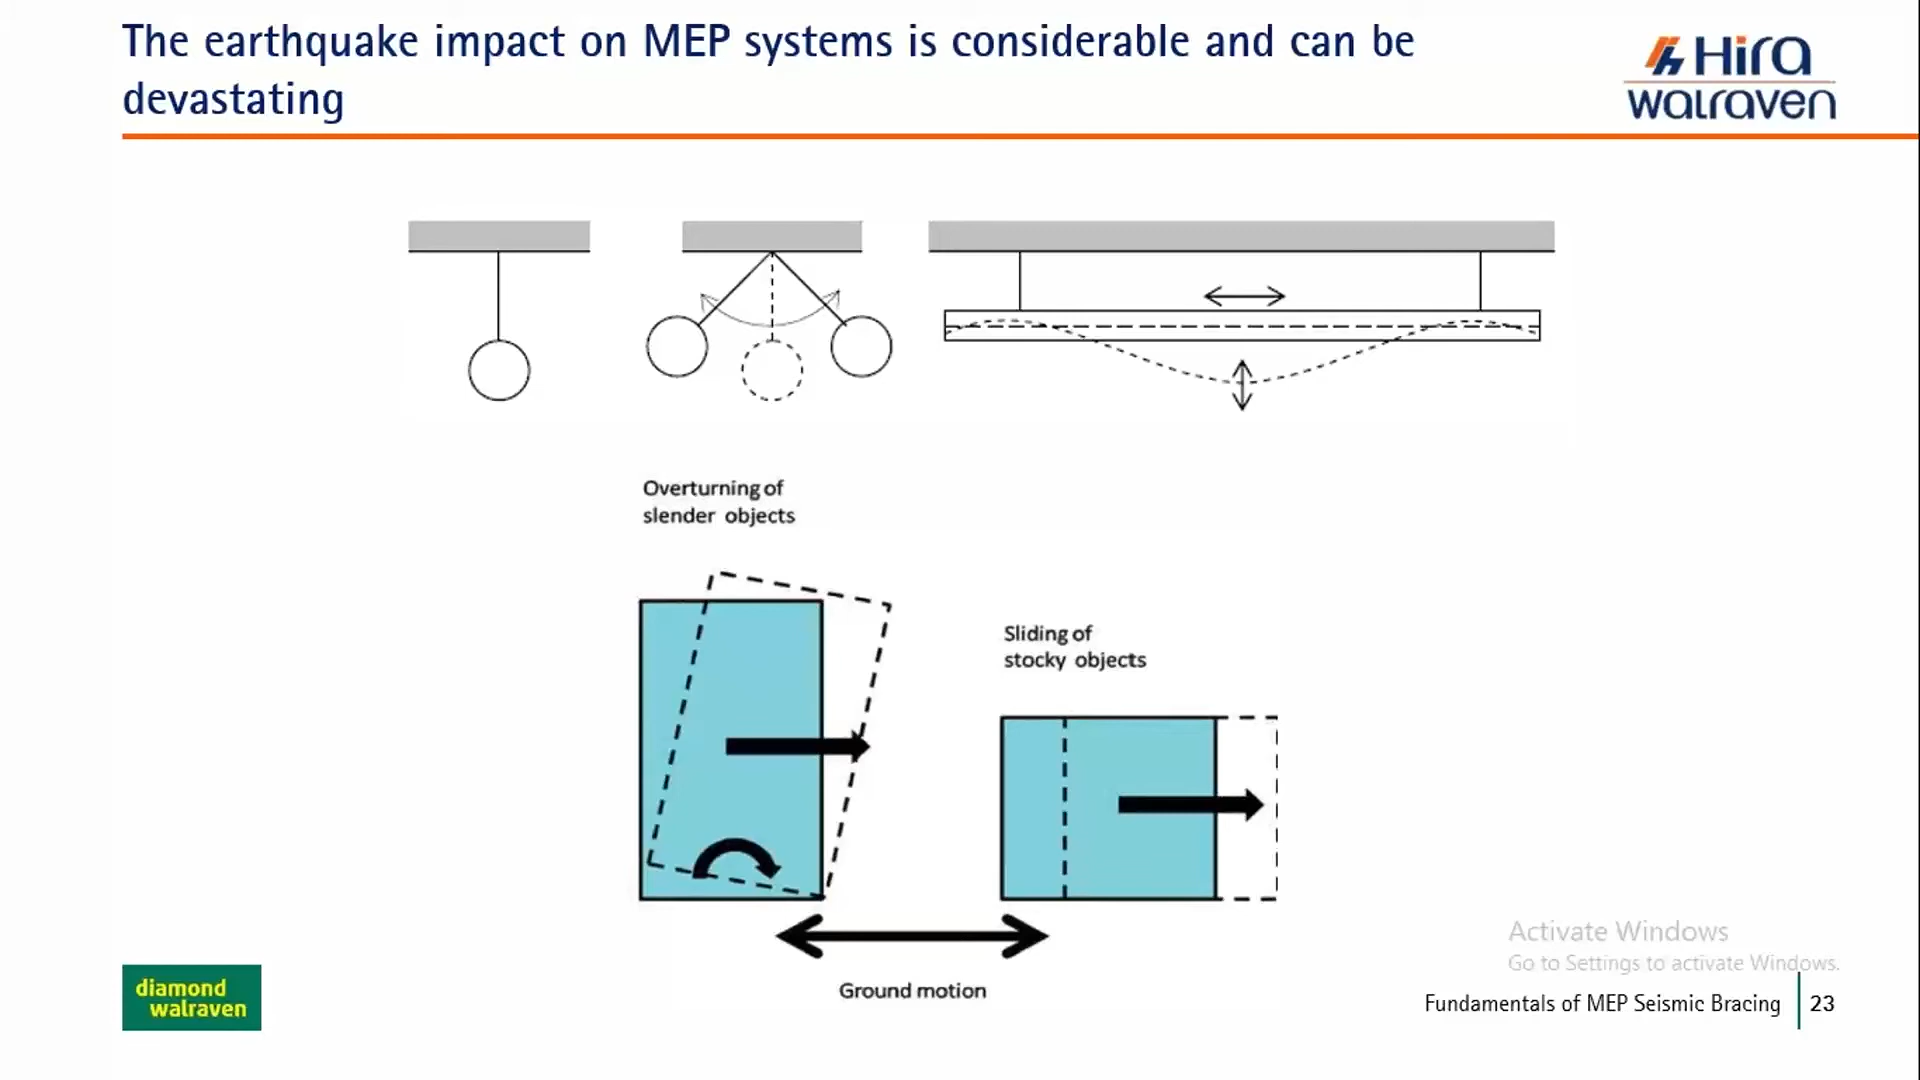 The earthquake impact on MEP systems is considerable and can be
devastating
Hira
walraven
Overturning of
slender objects
Sliding of
stocky objects
Ground motion
diamond
walraven
Activate Windows
Go to Settings to activate Windows.
Fundamentals of MEP Seismic Bracing
23